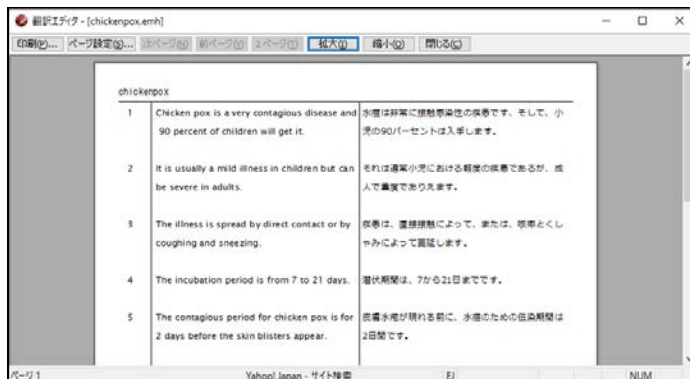 翻訳エディタ - [chickenpox.emh]
印刷(P)... ページ設定(S)... 次ページ(N) 前ページ(V) 2ページ(T) 拡大(I) 縮小(O) 閉じる(C)
chickenpox
1 Chicken pox is a very contagious disease and 水痘は非常に接触感染性の疾患です、そして、小
90 percent of children will get it. 児の90パーセントは入手します。
2 It is usually a mild illness in children but can それは通常小児における軽度の疾患であるが、成
be severe in adults. 人で重度でありえます。
3 The illness is spread by direct contact or by 疾患は、直接接触によって、または、咳嗽とくし
coughing and sneezing. ゃみによって蔓延します。
4 The incubation period is from 7 to 21 days. 潜伏期間は、7から21日までです。
5 The contagious period for chicken pox is for 皮膚水疱が現れる前に、水痘のための伝染期間は
2 days before the skin blisters appear. 2日間です。
ページ 1 Yahoo! Japan - サイト検索 EJ NUM